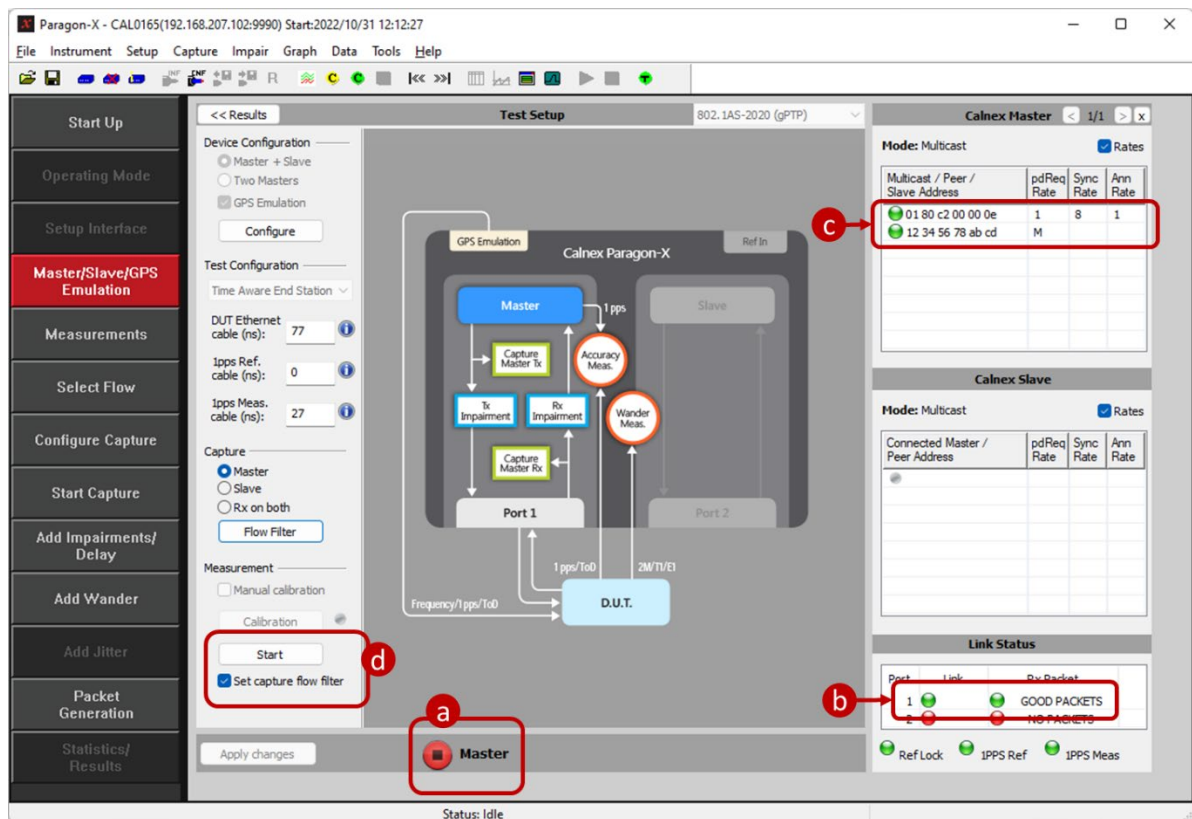 Paragon-X - CAL0165(192.168.207.102:9990) Start:2022/10/31 12:12:27
File Instrument Setup Capture Impair Graph Data Tools Help
Start Up
Operating Mode
Setup Interface
Master/Slave/GPS
Emulation
Measurements
Select Flow
Configure Capture
Start Capture
Add Impairments/
Delay
Add Wander
Add Jitter
Packet
Generation
Statistics/
Results
<< Results
Test Setup
802.1AS-2020 (gPTP)
Device Configuration
Master + Slave
Two Masters
GPS Emulation
Configure
Test Configuration
Time Aware End Station
DUT Ethernet
cable (ns): 77
1pps Ref.
cable (ns): 0
1pps Meas.
cable (ns): 27
Capture
Master
Slave
Rx on both
Flow Filter
Measurement
Manual calibration
Calibration
Start
Set capture flow filter
d
Apply changes
a
Master
GPS Emulation
Ref In
Calnex Paragon-X
Master
1 pps
Slave
Capture
Master Tx
Accuracy
Meas.
Tx
Impairment
Rx
Impairment
Wander
Meas.
Capture
Master Rx
Port 1
Port 2
1 pps/ToD
2M/T1/E1
Frequency/1pps/ToD
D.U.T.
Calnex Master < 1/1 > x
Mode: Multicast Rates
Multicast / Peer / pdReq Sync Ann
Slave Address Rate Rate Rate
c
01 80 c2 00 00 0e 1 8 1
12 34 56 78 ab cd M
Calnex Slave
Mode: Multicast Rates
Connected Master / pdReq Sync Ann
Peer Address Rate Rate Rate
Link Status
Port Link Rx Packet
b
1 GOOD PACKETS
2 NO PACKETS
Ref Lock 1PPS Ref 1PPS Meas
Status: Idle